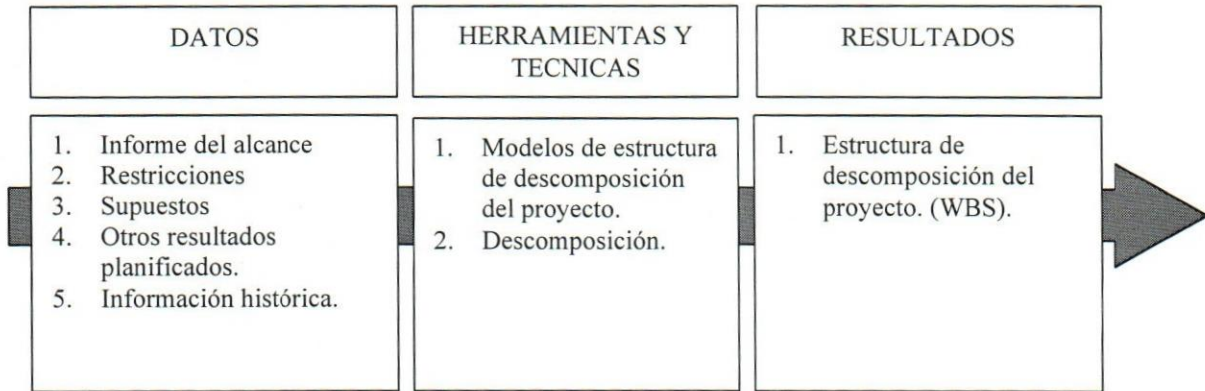 DATOS
HERRAMIENTAS Y
TECNICAS
RESULTADOS
1. Informe del alcance
2. Restricciones
3. Supuestos
4. Otros resultados
planificados.
5. Información histórica.
1. Modelos de estructura
de descomposición
del proyecto.
2. Descomposición.
1. Estructura de
descomposición del
proyecto. (WBS).